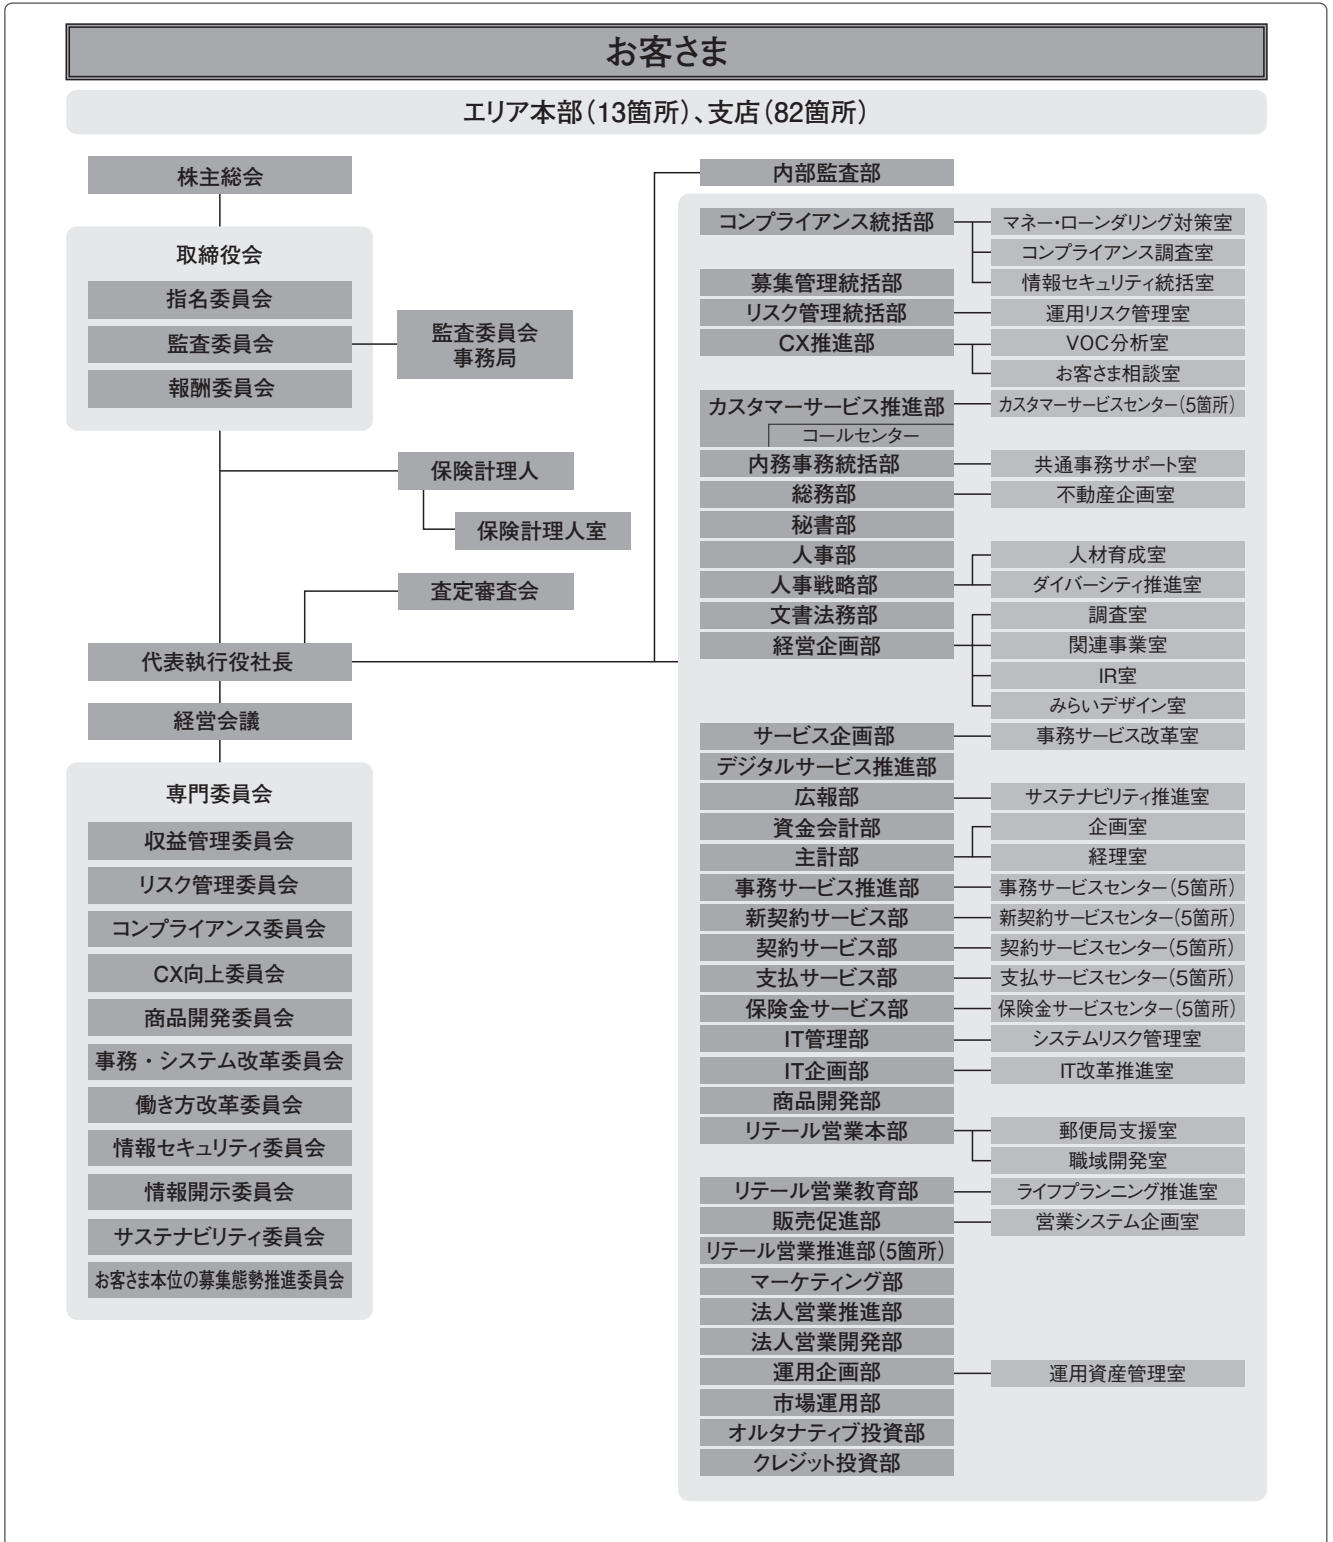 お客さま
エリア本部（13箇所）、支店（82箇所）
株主総会
取締役会
指名委員会
監査委員会
報酬委員会
監査委員会
事務局
保険計理人
保険計理人室
査定審査会
代表執行役社長
経営会議
専門委員会
収益管理委員会
リスク管理委員会
コンプライアンス委員会
CX向上委員会
商品開発委員会
事務・システム改革委員会
働き方改革委員会
情報セキュリティ委員会
情報開示委員会
サステナビリティ委員会
お客さま本位の募集態勢推進委員会
内部監査部
コンプライアンス統括部
マネー・ローンダリング対策室
コンプライアンス調査室
募集管理統括部
情報セキュリティ統括室
リスク管理統括部
運用リスク管理室
CX推進部
VOC分析室
お客さま相談室
カスタマーサービス推進部
カスタマーサービスセンター（5箇所）
コールセンター
内務事務統括部
共通事務サポート室
総務部
不動産企画室
秘書部
人事部
人材育成室
人事戦略部
ダイバーシティ推進室
文書法務部
調査室
経営企画部
関連事業室
IR室
みらいデザイン室
サービス企画部
事務サービス改革室
デジタルサービス推進部
広報部
サステナビリティ推進室
資金会計部
企画室
主計部
経理室
事務サービス推進部
事務サービスセンター（5箇所）
新契約サービス部
新契約サービスセンター（5箇所）
契約サービス部
契約サービスセンター（5箇所）
支払サービス部
支払サービスセンター（5箇所）
保険金サービス部
保険金サービスセンター（5箇所）
IT管理部
システムリスク管理室
IT企画部
IT改革推進室
商品開発部
リテール営業本部
郵便局支援室
職域開発室
リテール営業教育部
ライフプランニング推進室
販売促進部
営業システム企画室
リテール営業推進部（5箇所）
マーケティング部
法人営業推進部
法人営業開発部
運用企画部
運用資産管理室
市場運用部
オルタナティブ投資部
クレジット投資部